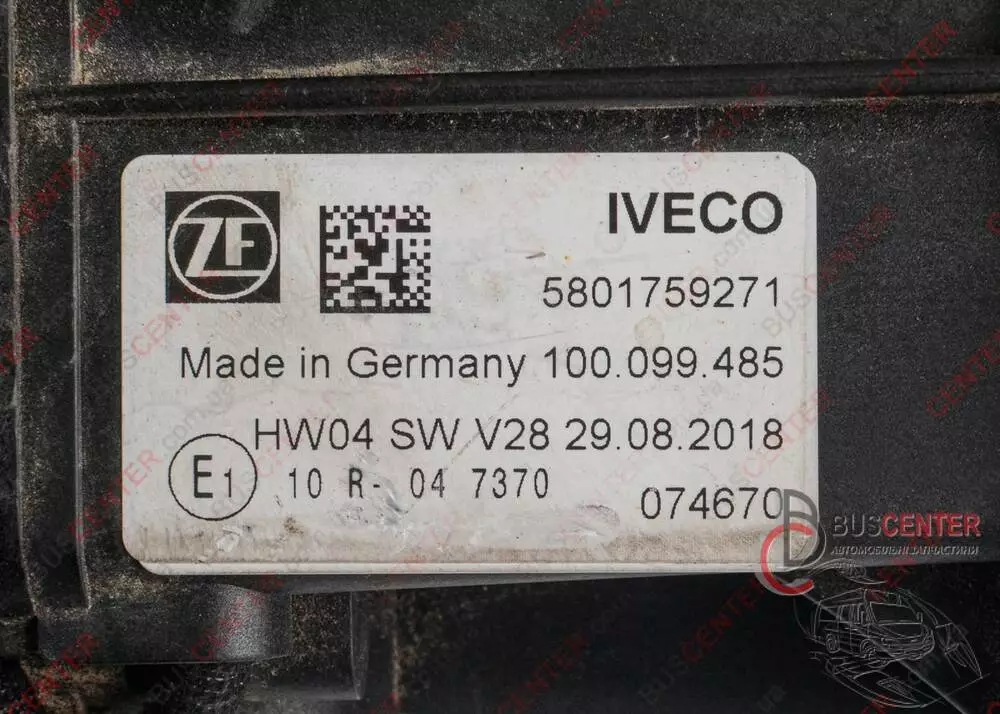 ZF
IVECO
5801759271
Made in Germany 100.099.485
HW04 SW V28 29.08.2018
E1 10 R- 04 7370
074670
BUSCENTER
АВТОМОБІЛЬНІ ЗАПЧАСТИНИ